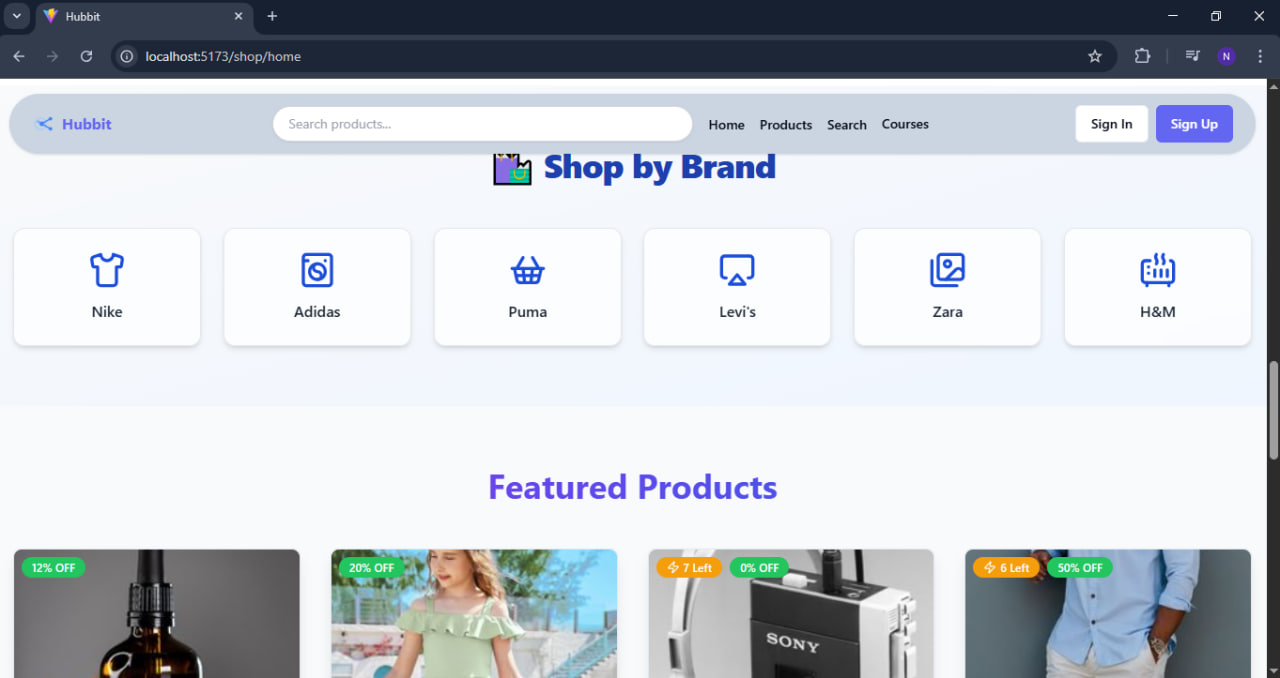 Hubbit
localhost:5173/shop/home
N
Hubbit
Search products...
Home
Products
Search
Courses
Sign In
Sign Up
Shop by Brand
Nike
Adidas
Puma
Levi's
Zara
H&M
Featured Products
12% OFF
20% OFF
7 Left
0% OFF
6 Left
50% OFF
SONY